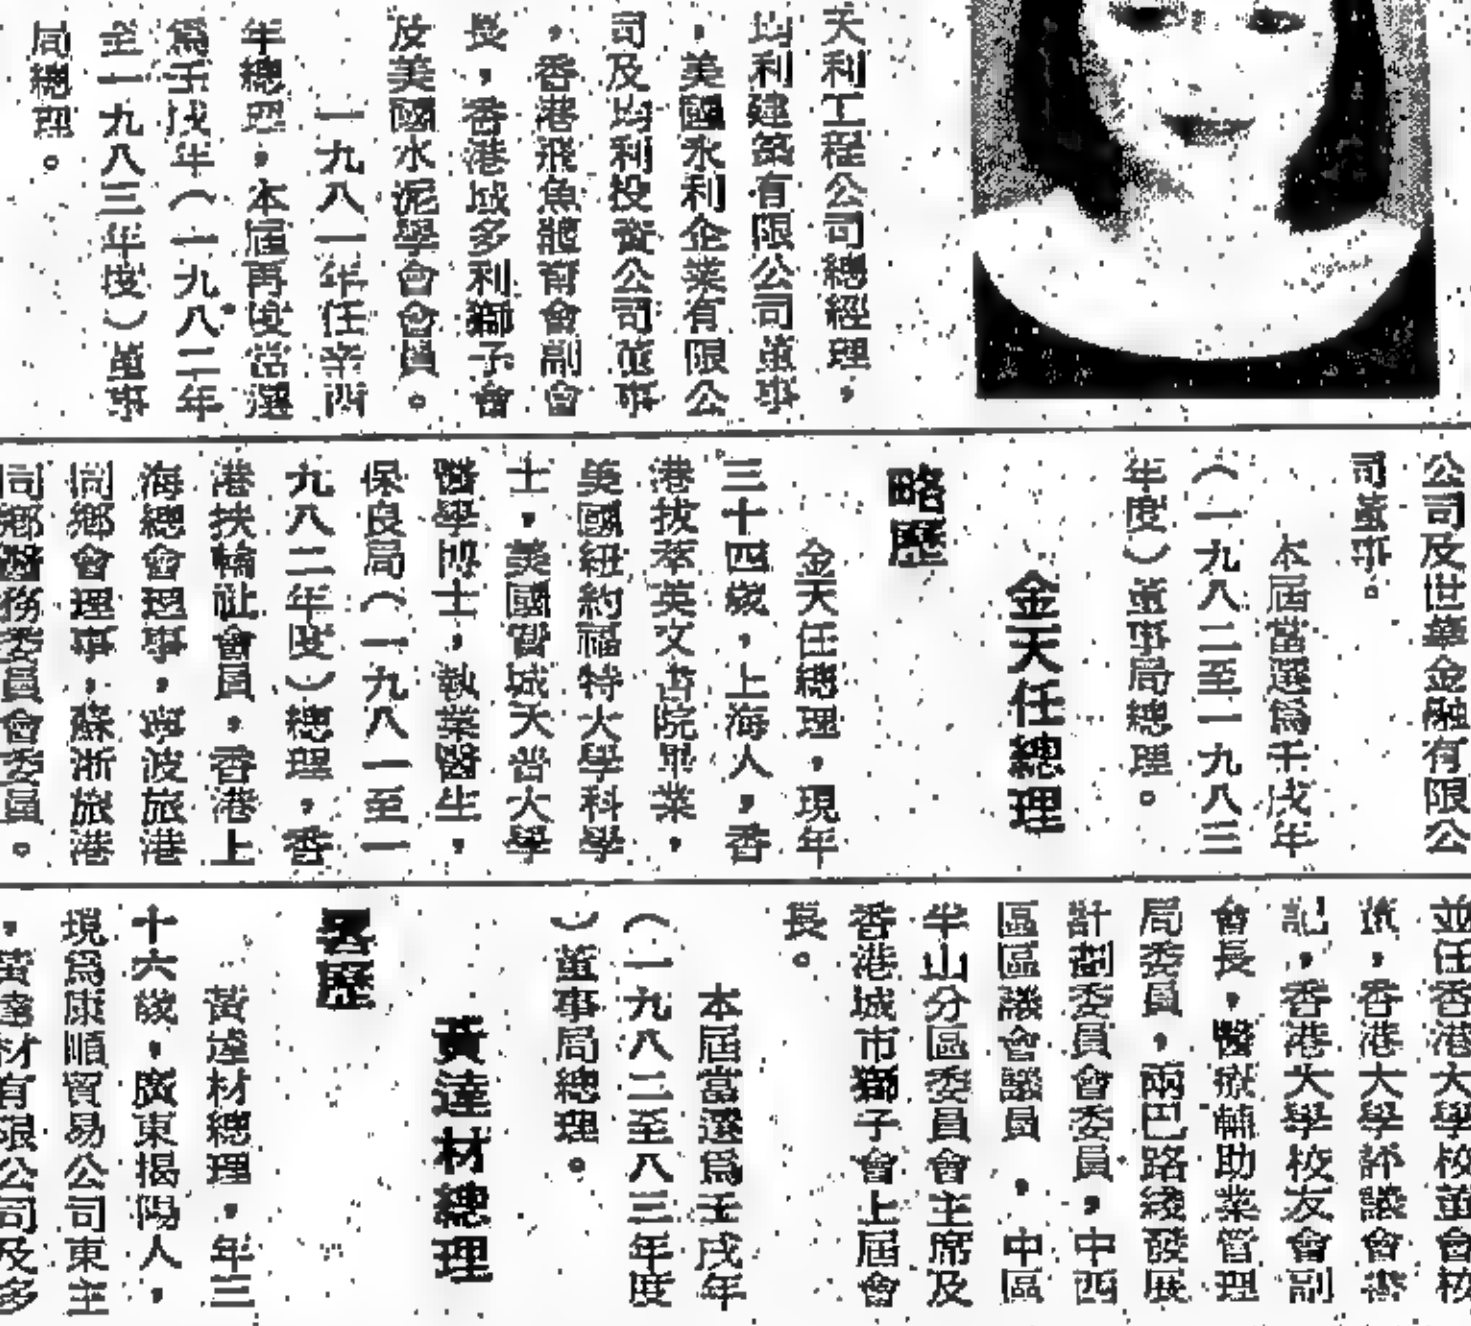 天利工程公司總經理，
均利建築有限公司董事
，美國永利企業有限公
司及均利投資公司董事
，香港飛魚體育會副會
長，香港域多利獅子會
及美國水泥學會會員。
一九八一年任辛酉
年總理，本屆再度當選
為壬戌年（一九八二年
至一九八三年度）董事
局總理。
公司及世華金融有限公
司董事。
本屆當選為壬戌年
（一九八二至一九八三
年度）董事局總理。
金天任總理
略歷
金天任總理，現年
三十四歲，上海人，香
港拔萃英文書院畢業，
美國紐約福特大學科學
士，美國費城天普大學
醫學博士，執業醫生，
保良局（一九八一至一
九八二年度）總理，香
港扶輪社會員，香港上
海總會理事，寧波旅港
同鄉會理事，蘇浙旅港
同鄉醫務委員會委員。
並任香港大學校董會校
董，香港大學評議會書
記，香港大學校友會副
會長，醫療輔助業管理
局委員，兩巴路綫發展
計劃委員會委員，中西
區區議會議員，中區
半山分區委員會主席及
香港城市獅子會上屆會
長。
本屆當選為壬戌年
（一九八二至八三年度
）董事局總理。
黃達材總理
畧歷
黃達材總理，年三
十六歲，廣東揭陽人，
現為康順貿易公司東主
，黃達材有限公司及多